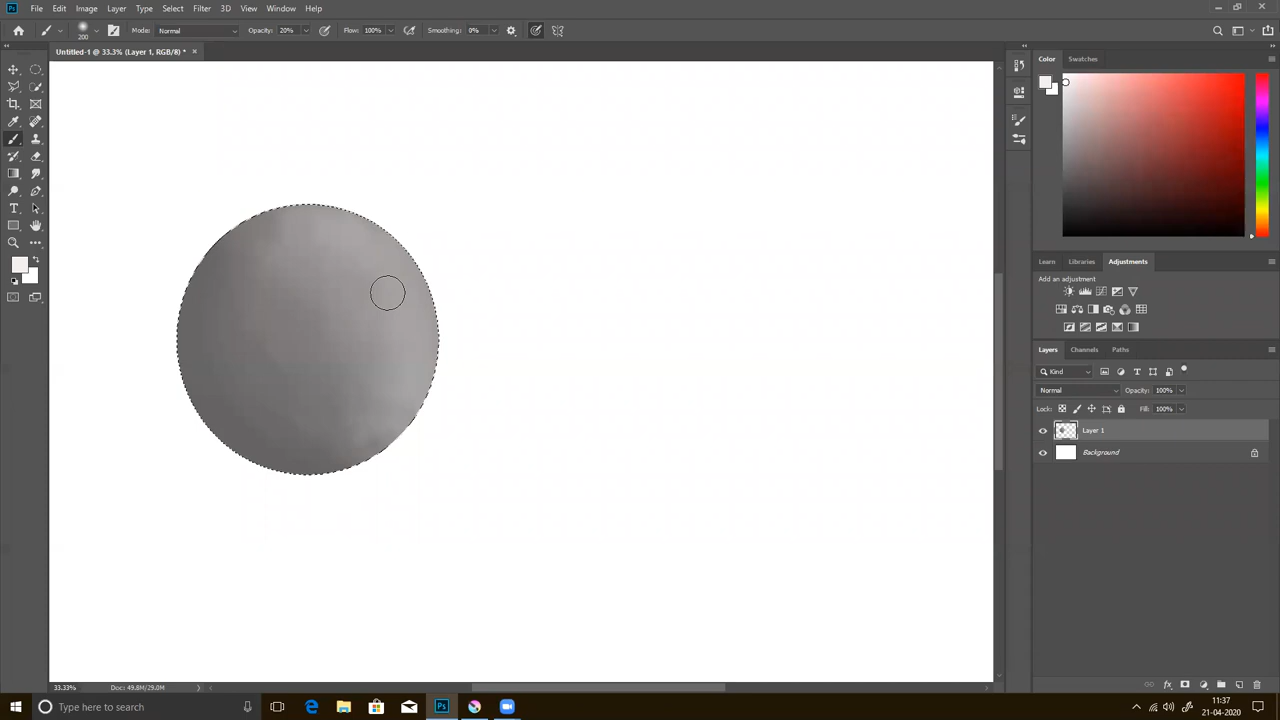 Ps File Edit Image Layer Type Select Filter 3D View Window Help
200 Mode: Normal Opacity: 20% Flow: 100% Smoothing: 0%
Untitled-1 @ 33.3% (Layer 1, RGB/8) * ×
Color Swatches
Learn Libraries Adjustments
Add an adjustment
Layers Channels Paths
Kind
Normal Opacity: 100%
Lock: Fill: 100%
Layer 1
Background
33.33% Doc: 49.8M/29.0M
Type here to search Ps 11:37
21-04-2020